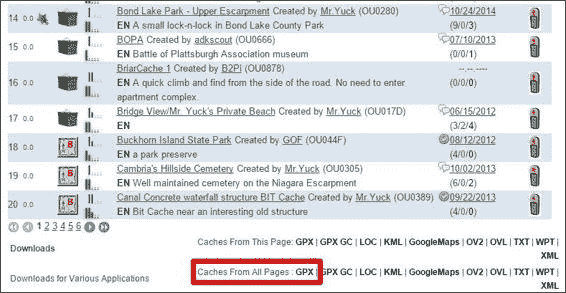 14 0.0 Bond Lake Park - Upper Escarpment Created by Mr.Yuck (OU0280) 10/24/2014
EN A small lock-n-lock in Bond Lake County Park (9/0/3)
15 0.0 BOPA Created by adkscout (OU0666) 07/10/2013
EN Battle of Plattsburgh Association museum (0/0/1)
16 0.0 BriarCache 1 Created by B2Pi (OU0878) --.--.----
EN A quick climb and find from the side of the road. No need to enter (0/0/0)
apartment complex.
17 0.0 Bridge View/Mr. Yuck's Private Beach Created by Mr.Yuck (OU017D) 06/15/2012
EN (3/2/4)
18 0.0 Buckhorn Island State Park Created by GOF (OU044F) 08/12/2012
EN a park preserve (4/0/0)
19 0.0 Cambria's Hillside Cemetery Created by Mr.Yuck (OU0305) 10/02/2013
EN Well maintained cemetery on the Niagara Escarpment (6/0/2)
20 0.0 Canal Concrete waterfall structure BIT Cache Created by Mr.Yuck (OU0389) 09/22/2013
EN Bit Cache near an interesting old structure (4/0/0)
1 2 3 4 5 6
Downloads Caches From This Page: GPX | GPX GC | LOC | KML | GoogleMaps | OV2 | OVL | TXT | WPT |
XML
Downloads for Various Applications Caches From All Pages : GPX | GPX GC | LOC | KML | GoogleMaps | OV2 | OVL | TXT | WPT |
XML